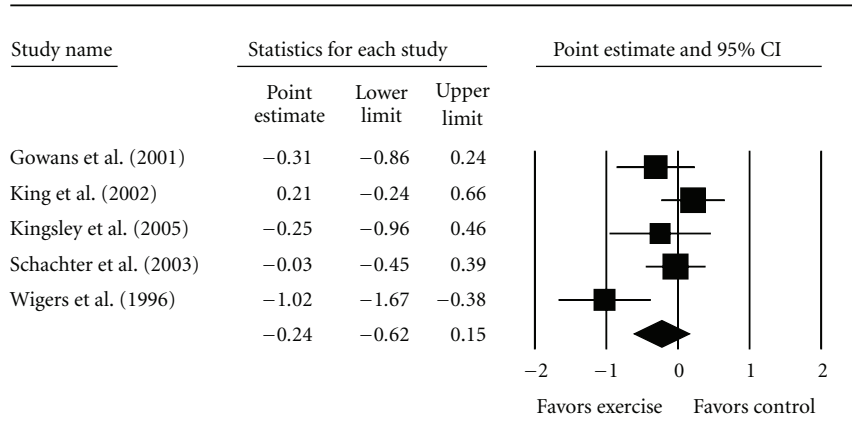 Study name Statistics for each study Point estimate and 95% CI
Point Lower Upper
estimate limit limit
Gowans et al. (2001) −0.31 −0.86 0.24
King et al. (2002) 0.21 −0.24 0.66
Kingsley et al. (2005) −0.25 −0.96 0.46
Schachter et al. (2003) −0.03 −0.45 0.39
Wigers et al. (1996) −1.02 −1.67 −0.38
−0.24 −0.62 0.15
−2 −1 0 1 2
Favors exercise Favors control